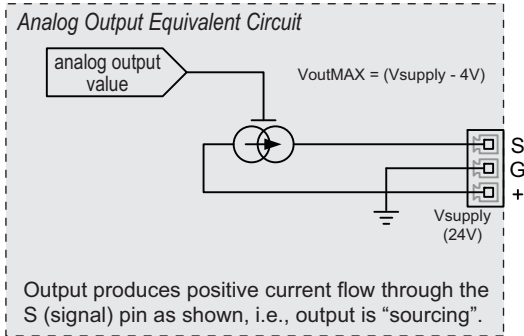 Analog Output Equivalent Circuit
analog output
value
VoutMAX = (Vsupply - 4V)
S
G
+
Vsupply
(24V)
Output produces positive current flow through the
S (signal) pin as shown, i.e., output is “sourcing”.